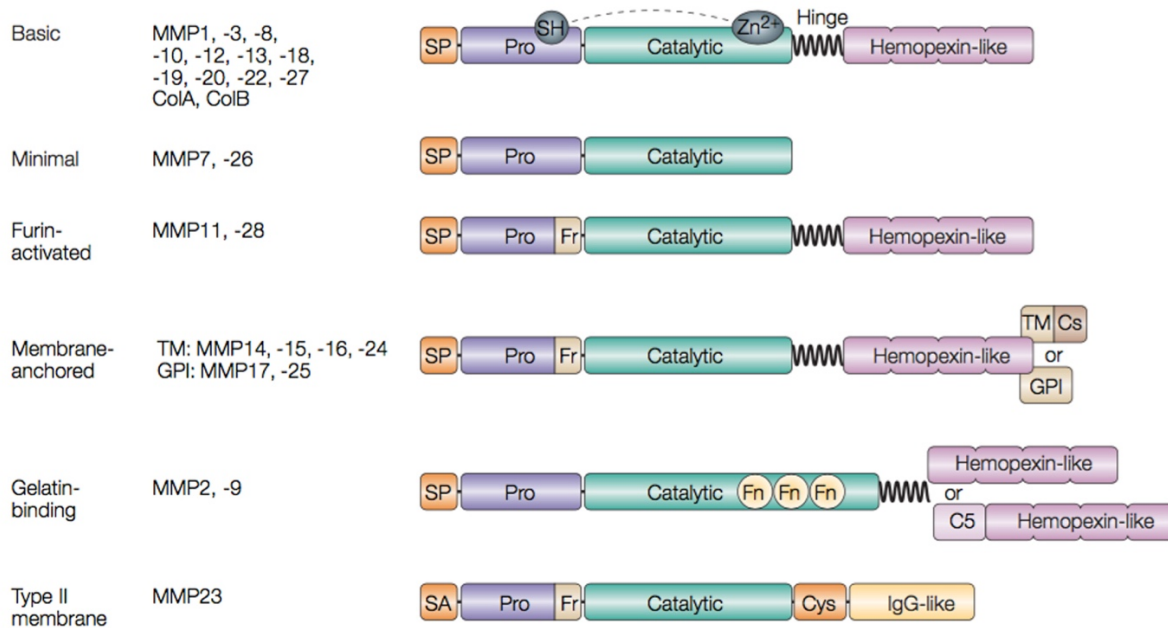 Basic
MMP1, -3, -8,
-10, -12, -13, -18,
-19, -20, -22, -27
ColA, ColB
SP Pro SH Catalytic Zn2+ Hinge Hemopexin-like
Minimal
MMP7, -26
SP Pro Catalytic
Furin-
activated
MMP11, -28
SP Pro Fr Catalytic Hemopexin-like
Membrane-
anchored
TM: MMP14, -15, -16, -24
GPI: MMP17, -25
SP Pro Fr Catalytic Hemopexin-like
TM Cs
or
GPI
Gelatin-
binding
MMP2, -9
SP Pro Catalytic Fn Fn Fn
Hemopexin-like
or
C5 Hemopexin-like
Type II
membrane
MMP23
SA Pro Fr Catalytic Cys IgG-like